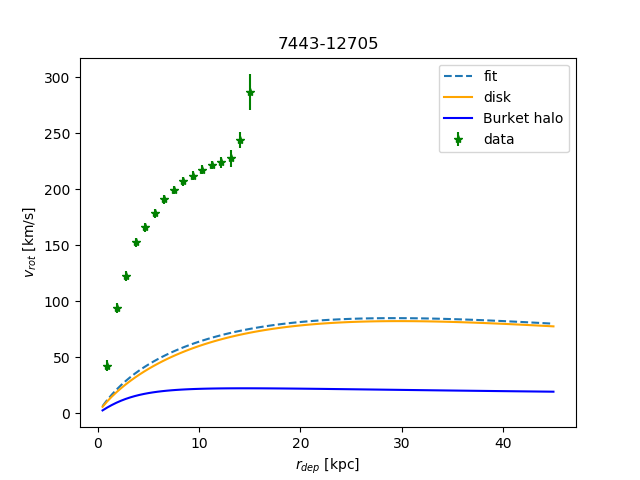 7443-12705
300
250
200
150
100
50
0
v_rot [km/s]
fit
disk
Burket halo
data
0 10 20 30 40
r_dep [kpc]